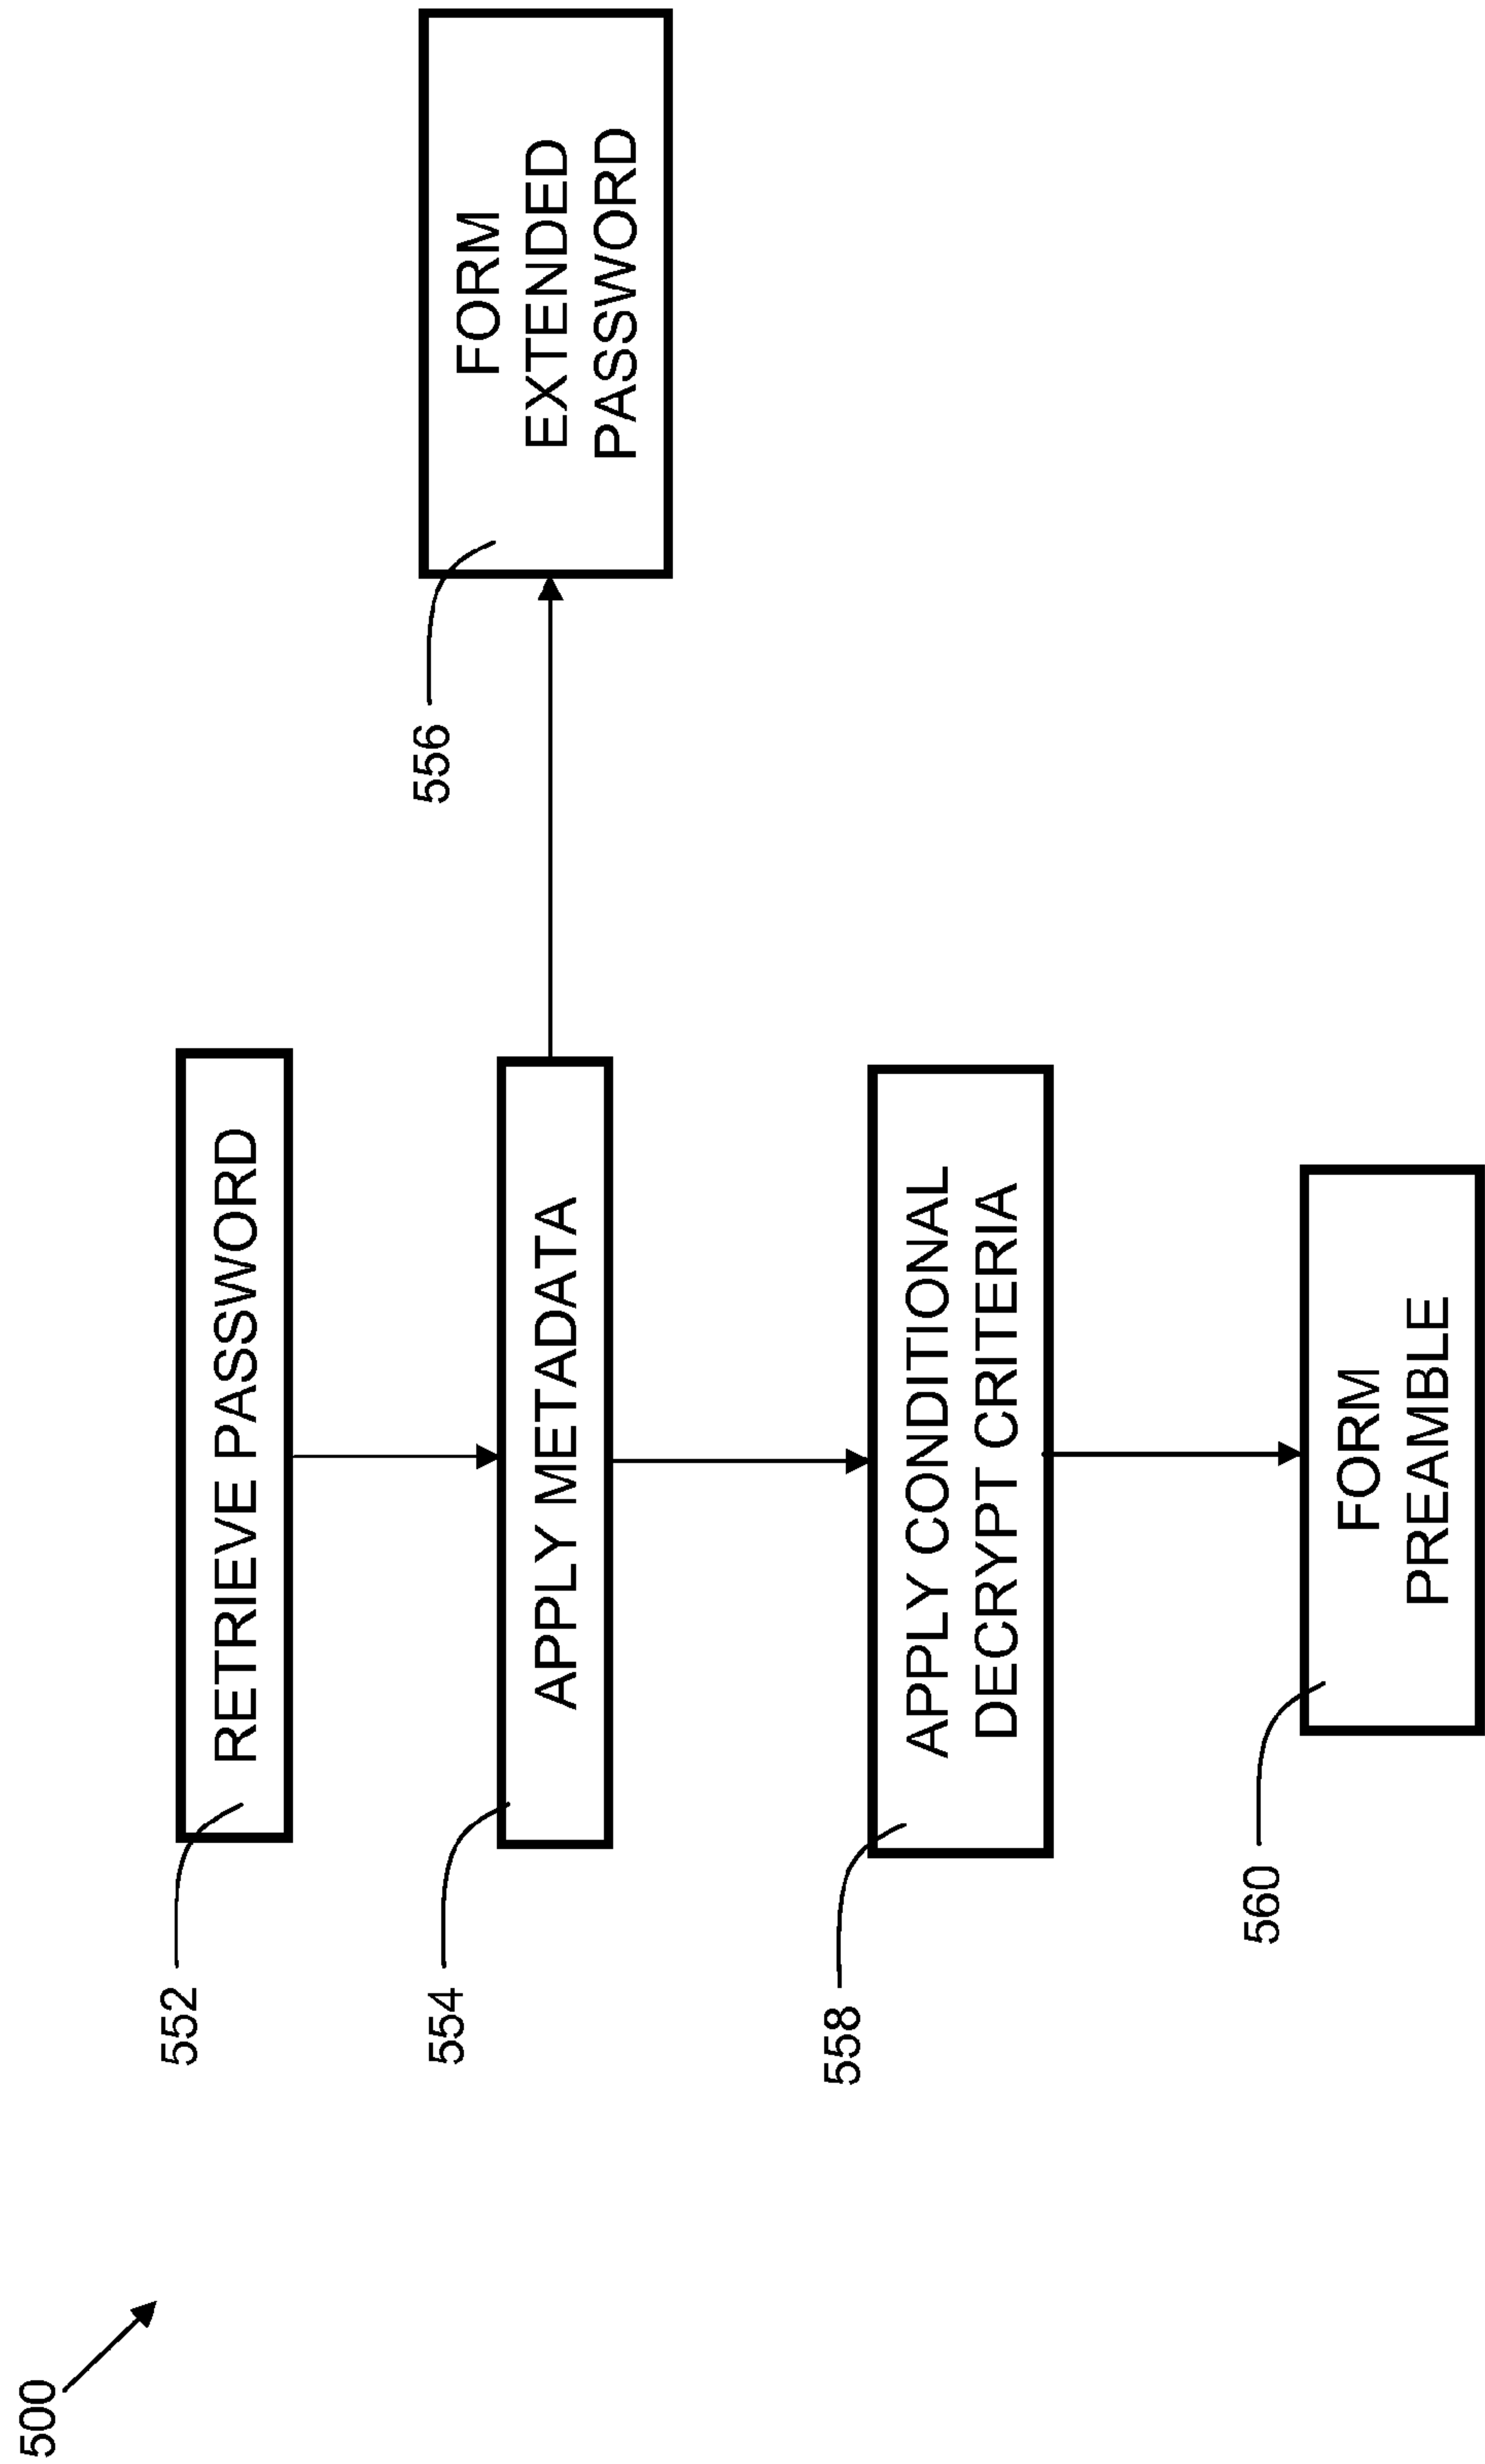 500
552
RETRIEVE PASSWORD
554
APPLY METADATA
556
FORM
EXTENDED
PASSWORD
558
APPLY CONDITIONAL
DECRYPT CRITERIA
560
FORM
PREAMBLE